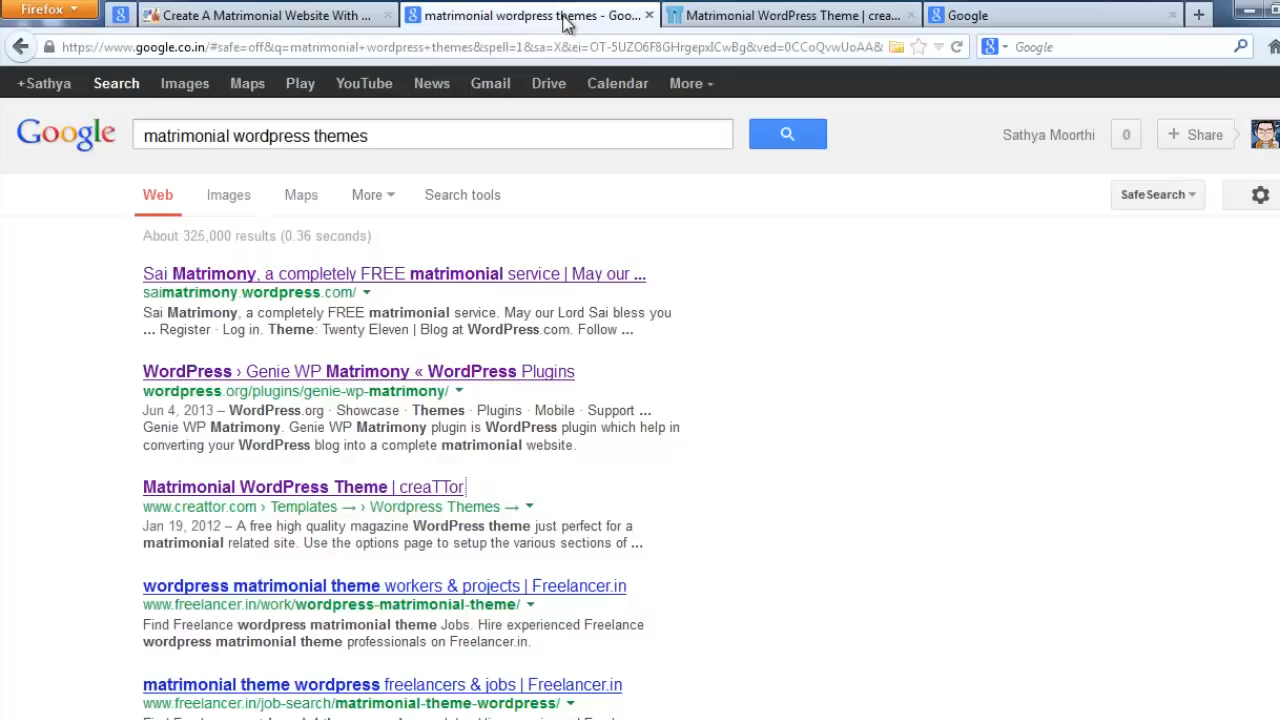 Firefox
Create A Matrimonial Website With ...
matrimonial wordpress themes - Goo...
Matrimonial WordPress Theme | crea...
Google
https://www.google.co.in/#safe=off&q=matrimonial+wordpress+themes&spell=1&sa=X&ei=OT-5UZO6F8GHrgepxICwBg&ved=0CCoQvwUoAA&
Google
+Sathya Search Images Maps Play YouTube News Gmail Drive Calendar More
Google
matrimonial wordpress themes
Sathya Moorthi 0 + Share
Web Images Maps More Search tools
SafeSearch
About 325,000 results (0.36 seconds)
Sai Matrimony, a completely FREE matrimonial service | May our ...
saimatrimony.wordpress.com/
Sai Matrimony, a completely FREE matrimonial service. May our Lord Sai bless you
... Register · Log in. Theme: Twenty Eleven | Blog at WordPress.com. Follow ...
WordPress › Genie WP Matrimony « WordPress Plugins
wordpress.org/plugins/genie-wp-matrimony/
Jun 4, 2013 – WordPress.org · Showcase · Themes · Plugins · Mobile · Support ...
Genie WP Matrimony. Genie WP Matrimony plugin is WordPress plugin which help in
converting your WordPress blog into a complete matrimonial website.
Matrimonial WordPress Theme | creaTTor
www.creattor.com › Templates → › Wordpress Themes →
Jan 19, 2012 – A free high quality magazine WordPress theme just perfect for a
matrimonial related site. Use the options page to setup the various sections of ...
wordpress matrimonial theme workers & projects | Freelancer.in
www.freelancer.in/work/wordpress-matrimonial-theme/
Find Freelance wordpress matrimonial theme Jobs. Hire experienced Freelance
wordpress matrimonial theme professionals on Freelancer.in.
matrimonial theme wordpress freelancers & jobs | Freelancer.in
www.freelancer.in/job-search/matrimonial-theme-wordpress/